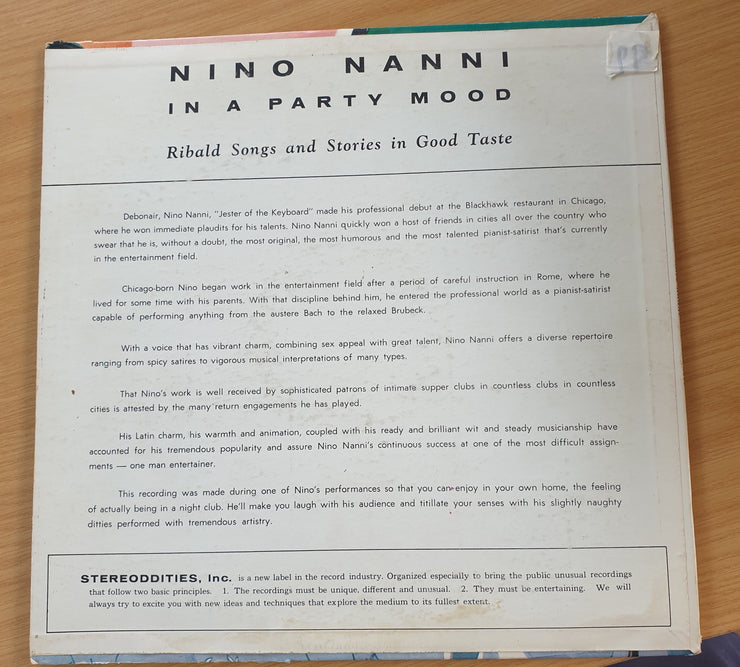 NINO NANNI
IN A PARTY MOOD
Ribald Songs and Stories in Good Taste
Debonair, Nino Nanni, "Jester of the Keyboard" made his professional debut at the Blackhawk restaurant in Chicago,
where he won immediate plaudits for his talents. Nino Nanni quickly won a host of friends in cities all over the country who
swear that he is, without a doubt, the most original, the most humorous and the most talented pianist-satirist that's currently
in the entertainment field.
Chicago-born Nino began work in the entertainment field after a period of careful instruction in Rome, where he
lived for some time with his parents. With that discipline behind him, he entered the professional world as a pianist-satirist
capable of performing anything from the austere Bach to the relaxed Brubeck.
With a voice that has vibrant charm, combining sex appeal with great talent, Nino Nanni offers a diverse repertoire
ranging from spicy satires to vigorous musical interpretations of many types.
That Nino's work is well received by sophisticated patrons of intimate supper clubs in countless clubs in countless
cities is attested by the many return engagements he has played.
His Latin charm, his warmth and animation, coupled with his ready and brilliant wit and steady musicianship have
accounted for his tremendous popularity and assure Nino Nanni's continuous success at one of the most difficult assign-
ments — one man entertainer.
This recording was made during one of Nino's performances so that you can enjoy in your own home, the feeling
of actually being in a night club. He'll make you laugh with his audience and titillate your senses with his slightly naughty
ditties performed with tremendous artistry.
STEREODDITIES, Inc. is a new label in the record industry. Organized especially to bring the public unusual recordings
that follow two basic principles. 1. The recordings must be unique, different and unusual. 2. They must be entertaining. We will
always try to excite you with new ideas and techniques that explore the medium to its fullest extent.